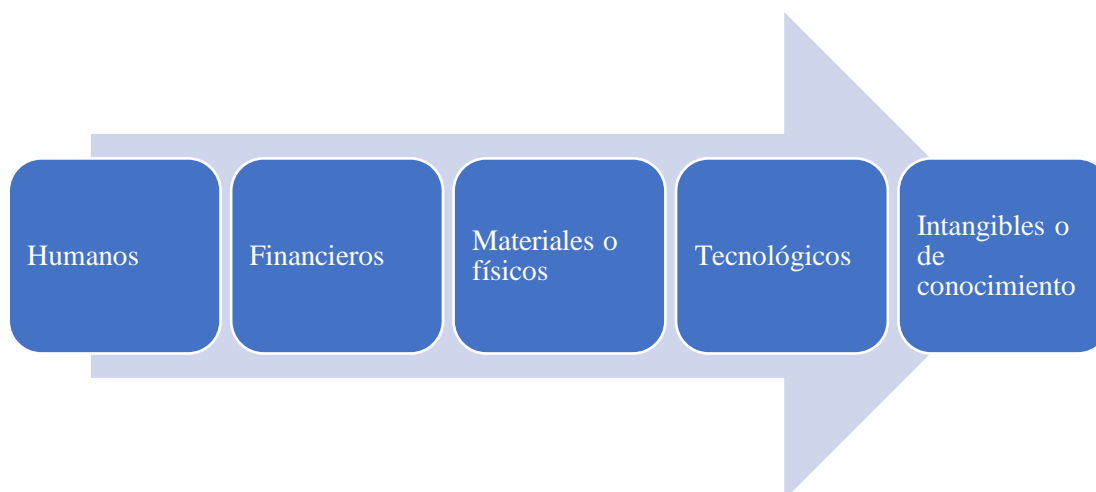 Humanos
Financieros
Materiales o
físicos
Tecnológicos
Intangibles o
de
conocimiento